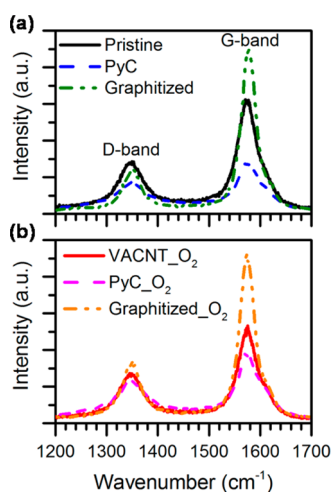 (a)
Intensity (a.u.)
Pristine
PyC
Graphitized
G-band
D-band
(b)
Intensity (a.u.)
VACNT_O₂
PyC_O₂
Graphitized_O₂
1200 1300 1400 1500 1600 1700
Wavenumber (cm⁻¹)